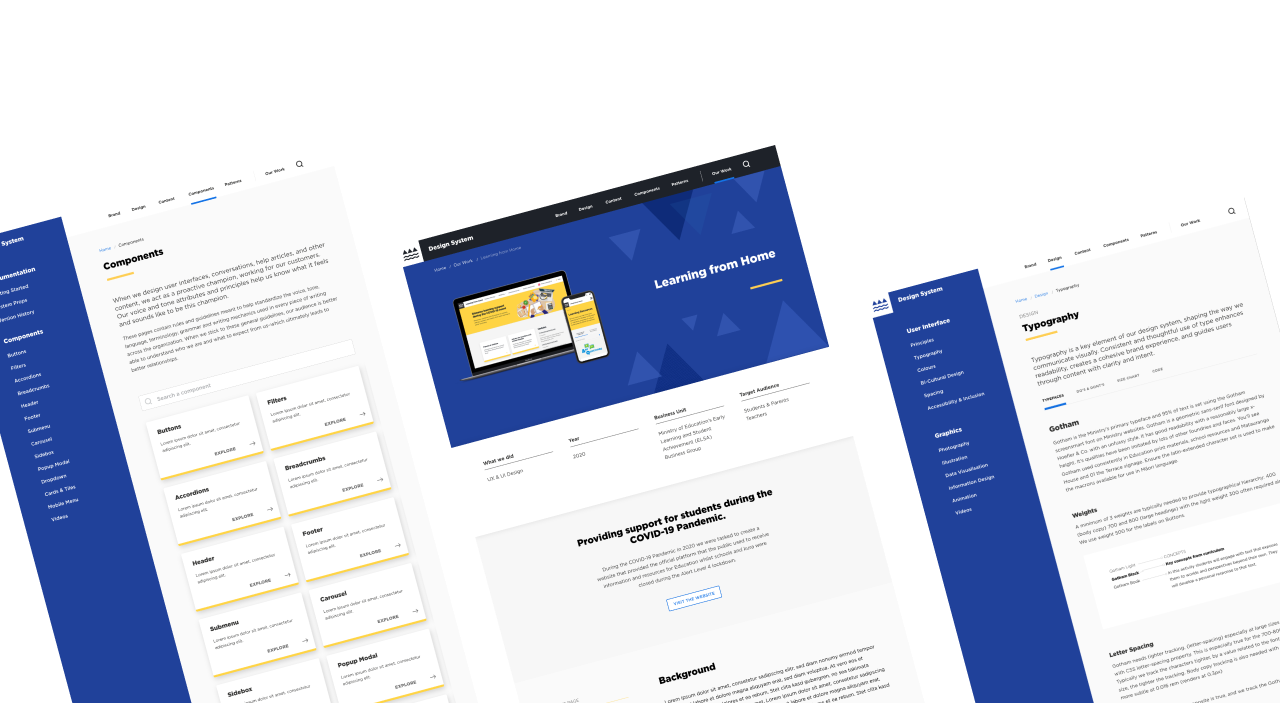 System
umentation
ting Started
stem Props
ersion History
Components
Buttons
Filters
Accordions
Breadcrumbs
Header
Footer
Submenu
Carousel
Sidebox
Popup Modal
Dropdown
Cards & Tiles
Mobile Menu
Videos
Brand
Design
Content
Components
Patterns
Our Work
Home / Components
Components
When we design user interfaces, conversations, help articles, and other
content, we act as a proactive champion, working for our customers.
Our voice and tone attributes and principles help us know what it feels
and sounds like to be this champion.
These pages contain rules and guidelines meant to help standardize the voice, tone,
language, terminology, grammar and writing mechanics used in every piece of writing
across the organisation. When we stick to these general guidelines, our audience is better
able to understand who we are and what to expect from us–which ultimately leads to
better relationships.
Search a component
Buttons
Lorem ipsum dolor sit amet, consectetur
adipiscing elit.
EXPLORE
Filters
Lorem ipsum dolor sit amet, consectetur
adipiscing elit.
EXPLORE
Accordions
Lorem ipsum dolor sit amet, consectetur
adipiscing elit.
EXPLORE
Breadcrumbs
Lorem ipsum dolor sit amet, consectetur
adipiscing elit.
EXPLORE
Header
Lorem ipsum dolor sit amet, consectetur
adipiscing elit.
EXPLORE
Footer
Lorem ipsum dolor sit amet, consectetur
adipiscing elit.
EXPLORE
Submenu
Lorem ipsum dolor sit amet, consectetur
adipiscing elit.
EXPLORE
Carousel
Lorem ipsum dolor sit amet, consectetur
adipiscing elit.
EXPLORE
Sidebox
Lorem ipsum dolor sit amet, consectetur
Popup Modal
Lorem ipsum dolor sit amet, consectetur
adipiscing elit.
EXPLORE
Design System
Brand
Design
Content
Components
Patterns
Our Work
Home / Our Work / Learning from Home
Learning from Home
What we did
UX & UI Design
Year
2020
Business Unit
Ministry of Education's Early
Learning and Student
Achievement (ELSA)
Business Group
Target Audience
Students & Parents
Teachers
Providing support for students during the
COVID-19 Pandemic.
During the COVID-19 Pandemic in 2020 we were tasked to create a
website that provided the official platform that the public used to receive
information and resources for Education whilst schools and kura were
closed during the Alert Level 4 lockdown.
VISIT THE WEBSITE
Background
Lorem ipsum dolor sit amet, consetetur sadipscing elitr, sed diam nonumy eirmod tempor
Design System
User Interface
Principles
Typography
Colours
Bi-Cultural Design
Spacing
Accessibility & Inclusion
Graphics
Photography
Illustration
Data Visualisation
Information Design
Animation
Videos
Brand
Design
Content
Components
Patterns
Our Work
Home / Design / Typography
DESIGN
Typography
Typography is a key element of our design system, shaping the way we
communicate visually. Consistent and thoughtful use of type enhances
readability, creates a cohesive brand experience, and guides users
through content with clarity and intent.
TYPEFACES
DO'S & DONT'S
SIZE CHART
CODE
Gotham
Gotham is the Ministry's primary typeface and 95% of text is set using the Gotham
screensmart font on Ministry websites. Gotham is a geometric sans-serif font designed by
Hoefler & Co. with an unfussy style, it has good readability with a reasonably large x-
height. It's qualities have been imitated by lots of other foundries and faces. You'll see
Gotham used consistently in Education print materials, school resources and Matauranga
House and 01 the Terrace signage. Ensure the latin-extended character set is used to make
the macrons available for use in Māori language.
Weights
A minimum of 3 weights are typically needed to provide typographical hierarchy: 400
(body copy) 700 and 800 (large headings) with the light weight 300 often required al
We use weight 500 for the labels on Buttons.
Gotham Light
Gotham Black
Gotham Book
CONCEPTS
Key concepts from curriculum
In this activity students will engage with text that express
them to worlds and perspectives beyond their own. They
will develop a personal response to that text.
Letter Spacing
Gotham needs tighter tracking, (letter-spacing) especially at large sizes
with CSS letter-spacing property. This is especially true for the 700-800
Typically we track the characters tighter by a value related to the font
size, the tighter the tracking. Body copy tracking is also needed with
more subtle at 0.016 rem (renders at 0.3px)